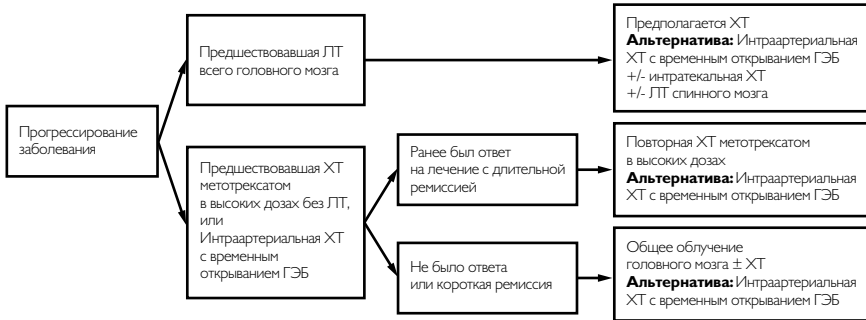 Прогрессирование
заболевания
Предшествовавшая ЛТ
всего головного мозга
Предполагается ХТ
Альтернатива: Интраартериальная
ХТ с временным открыванием ГЭБ
+/- интратекальная ХТ
+/- ЛТ спинного мозга
Предшествовавшая ХТ
метотрексатом
в высоких дозах без ЛТ,
или
Интраартериальная ХТ
с временным
открыванием ГЭБ
Ранее был ответ
на лечение с длительной
ремиссией
Повторная ХТ метотрексатом
в высоких дозах
Альтернатива: Интраартериальная
ХТ с временным открыванием ГЭБ
Не было ответа
или короткая ремиссия
Общее облучение
головного мозга ± ХТ
Альтернатива: Интраартериальная
ХТ с временным открыванием ГЭБ